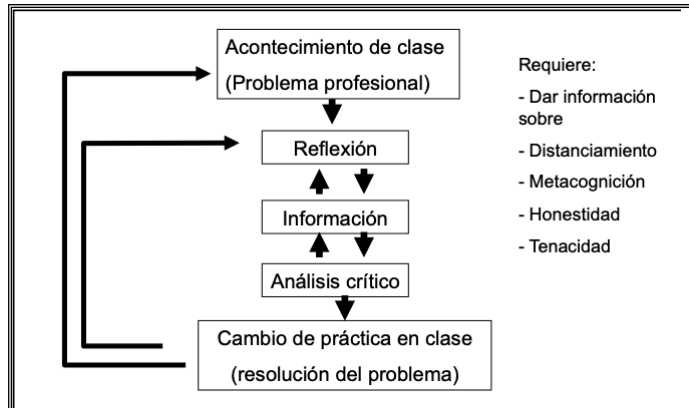 Acontecimiento de clase
(Problema profesional)
Reflexión
Información
Análisis crítico
Cambio de práctica en clase
(resolución del problema)
Requiere:
- Dar información
sobre
- Distanciamiento
- Metacognición
- Honestidad
- Tenacidad